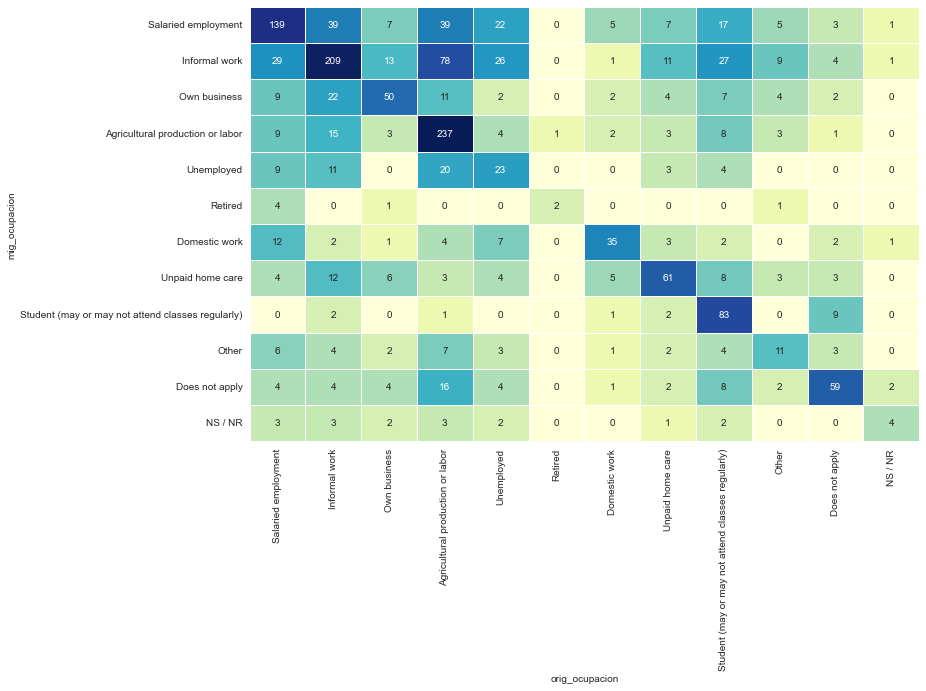 Salaried employment 139 39 7 39 22 0 5 7 17 5 3 1
Informal work 29 209 13 78 26 0 1 11 27 9 4 1
Own business 9 22 50 11 2 0 2 4 7 4 2 0
Agricultural production or labor 9 15 3 237 4 1 2 3 8 3 1 0
Unemployed 9 11 0 20 23 0 0 3 4 0 0 0
Retired 4 0 1 0 0 2 0 0 0 1 0 0
Domestic work 12 2 1 4 7 0 35 3 2 0 2 1
Unpaid home care 4 12 6 3 4 0 5 61 8 3 3 0
Student (may or may not attend classes regularly) 0 2 0 1 0 0 1 2 83 0 9 0
Other 6 4 2 7 3 0 1 2 4 11 3 0
Does not apply 4 4 4 16 4 0 1 2 8 2 59 2
NS / NR 3 3 2 3 2 0 0 1 2 0 0 4
mig_ocupacion
Salaried employment
Informal work
Own business
Agricultural production or labor
Unemployed
Retired
Domestic work
Unpaid home care
Student (may or may not attend classes regularly)
Other
Does not apply
NS / NR
orig_ocupacion